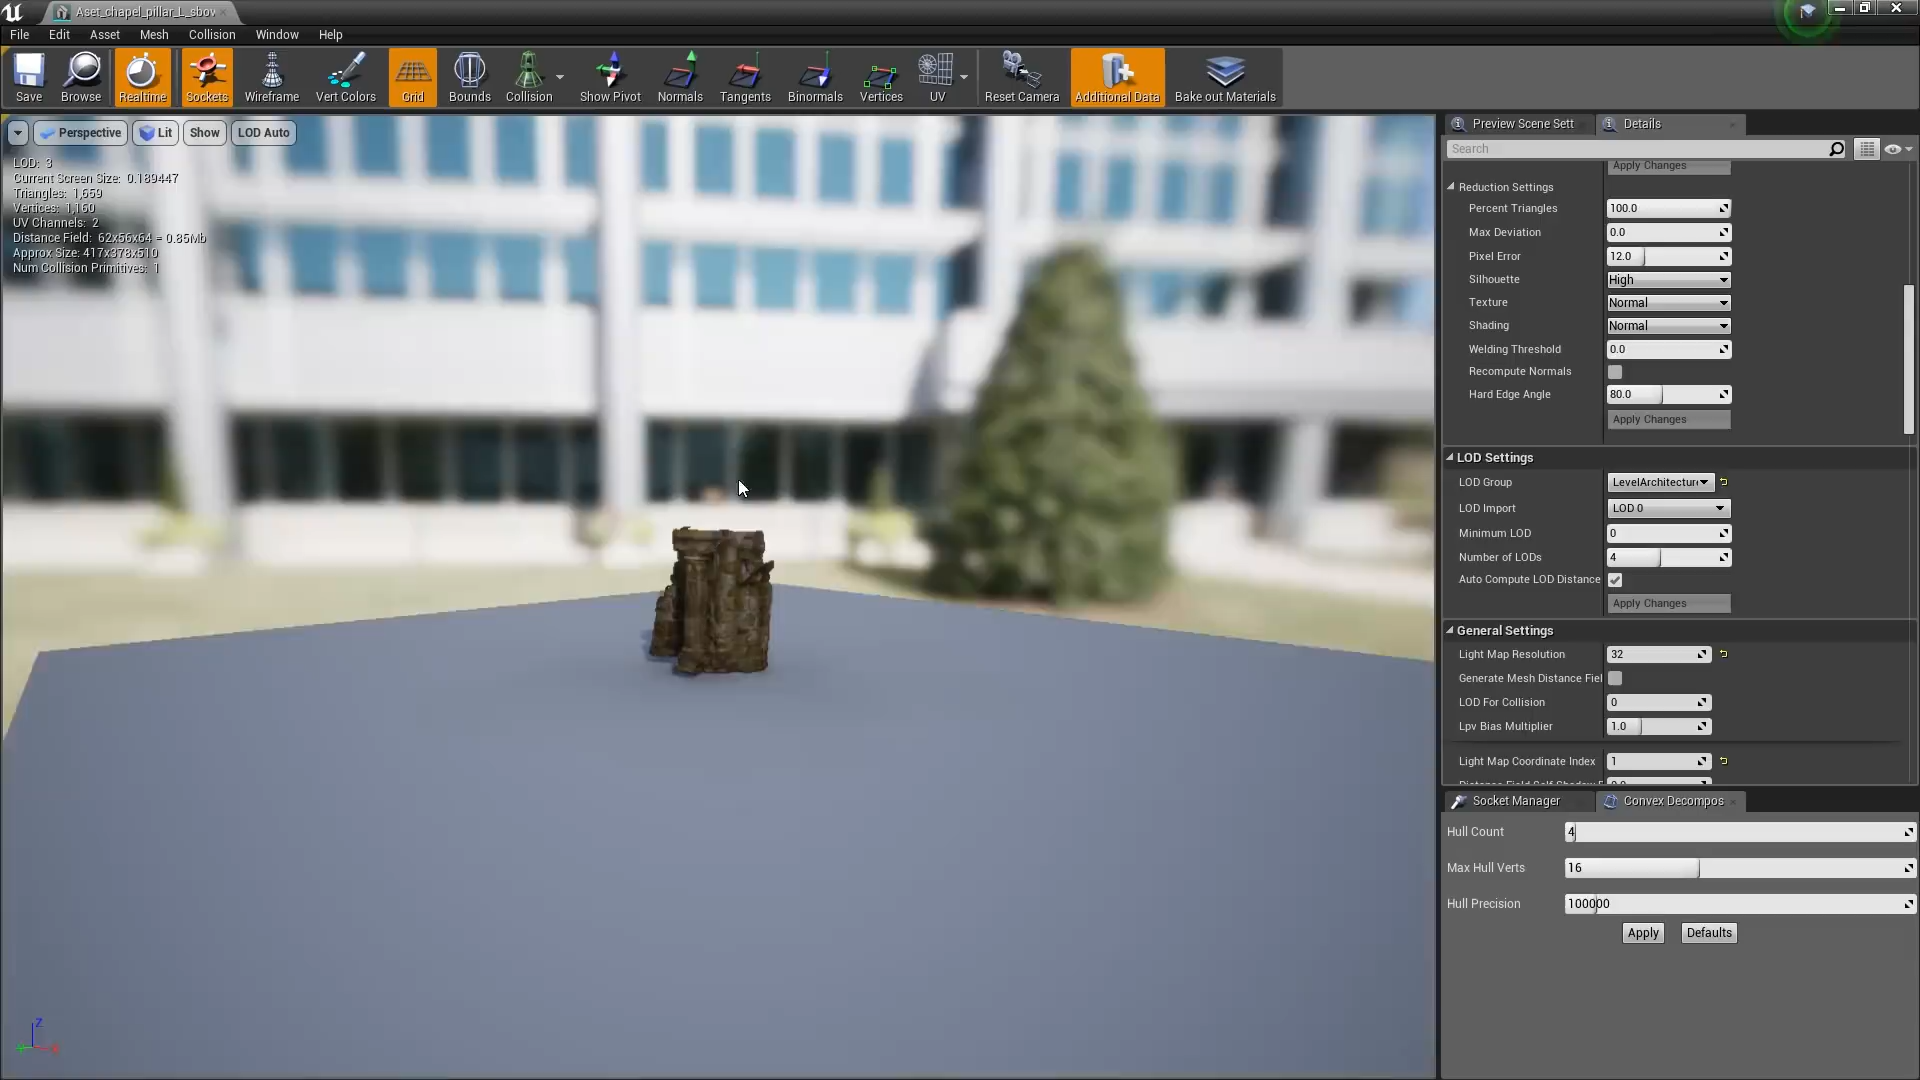 Aset_chapel_pillar_L_sbov
File Edit Asset Mesh Collision Window Help
Save Browse Realtime Sockets Wireframe Vert Colors Grid Bounds Collision Show Pivot Normals Tangents Binormals Vertices UV Reset Camera Additional Data Bake out Materials
Perspective Lit Show LOD Auto
LOD: 3
Current Screen Size: 0.189447
Triangles: 1,659
Vertices: 1,160
UV Channels: 2
Distance Field: 62x56x64 = 0.85Mb
Approx Size: 417x378x510
Num Collision Primitives: 1
Z
Preview Scene Sett Details
Search
Apply Changes
Reduction Settings
Percent Triangles 100.0
Max Deviation 0.0
Pixel Error 12.0
Silhouette High
Texture Normal
Shading Normal
Welding Threshold 0.0
Recompute Normals
Hard Edge Angle 80.0
Apply Changes
LOD Settings
LOD Group LevelArchitectur
LOD Import LOD 0
Minimum LOD 0
Number of LODs 4
Auto Compute LOD Distance
Apply Changes
General Settings
Light Map Resolution 32
Generate Mesh Distance Fiel
LOD For Collision 0
Lpv Bias Multiplier 1.0
Light Map Coordinate Index 1
Socket Manager Convex Decompos
Hull Count 4
Max Hull Verts 16
Hull Precision 100000
Apply Defaults